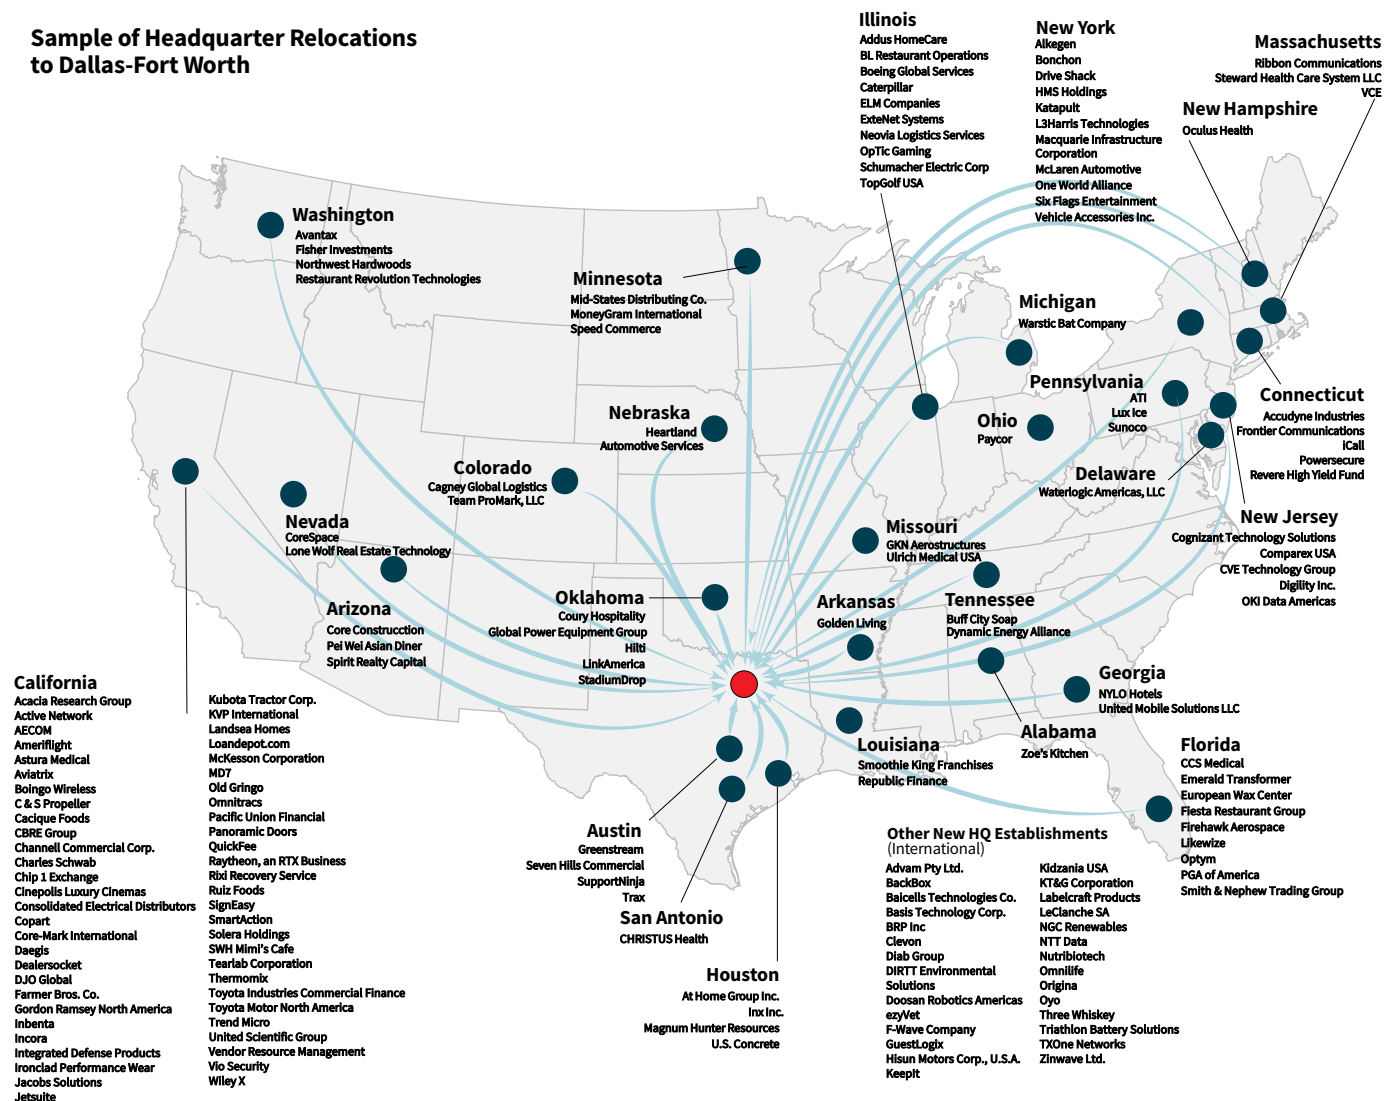 Sample of Headquarter Relocations
to Dallas-Fort Worth
Illinois
Addus HomeCare
BL Restaurant Operations
Boeing Global Services
Caterpillar
ELM Companies
ExteNet Systems
Neovia Logistics Services
OpTic Gaming
Schumacher Electric Corp
TopGolf USA
New York
Alkegen
Bonchon
Drive Shack
HMS Holdings
Katapult
L3Harris Technologies
Macquarie Infrastructure
Corporation
McLaren Automotive
One World Alliance
Six Flags Entertainment
Vehicle Accessories Inc.
Massachusetts
Ribbon Communications
Steward Health Care System LLC
VCE
New Hampshire
Oculus Health
Washington
Avantax
Fisher Investments
Northwest Hardwoods
Restaurant Revolution Technologies
Minnesota
Mid-States Distributing Co.
MoneyGram International
Speed Commerce
Michigan
Warstic Bat Company
Pennsylvania
ATI
Lux Ice
Sunoco
Connecticut
Accudyne Industries
Frontier Communications
iCall
Powersecure
Revere High Yield Fund
Nebraska
Heartland
Automotive Services
Ohio
Paycor
Colorado
Cagney Global Logistics
Team ProMark, LLC
Delaware
Waterlogic Americas, LLC
Nevada
CoreSpace
Lone Wolf Real Estate Technology
Missouri
GKN Aerostructures
Ulrich Medical USA
New Jersey
Cognizant Technology Solutions
Comparex USA
CVE Technology Group
Digility Inc.
OKI Data Americas
Arizona
Core Construcction
Pei Wei Asian Diner
Spirit Realty Capital
Oklahoma
Coury Hospitality
Global Power Equipment Group
Hilti
LinkAmerica
StadiumDrop
Arkansas
Golden Living
Tennessee
Buff City Soap
Dynamic Energy Alliance
Georgia
NYLO Hotels
United Mobile Solutions LLC
Alabama
Zoe's Kitchen
Louisiana
Smoothie King Franchises
Republic Finance
Florida
CCS Medical
Emerald Transformer
European Wax Center
Fiesta Restaurant Group
Firehawk Aerospace
Likewize
Optym
PGA of America
Smith & Nephew Trading Group
California
Acacia Research Group
Active Network
AECOM
Ameriflight
Astura Medical
Aviatrix
Boingo Wireless
C & S Propeller
Cacique Foods
CBRE Group
Channell Commercial Corp.
Charles Schwab
Chip 1 Exchange
Cinepolis Luxury Cinemas
Consolidated Electrical Distributors
Copart
Core-Mark International
Daegis
Dealersocket
DJO Global
Farmer Bros. Co.
Gordon Ramsey North America
Inbenta
Incora
Integrated Defense Products
Ironclad Performance Wear
Jacobs Solutions
Jetsuite
Kubota Tractor Corp.
KVP International
Landsea Homes
Loandepot.com
McKesson Corporation
MD7
Old Gringo
Omnitracs
Pacific Union Financial
Panoramic Doors
QuickFee
Raytheon, an RTX Business
Rixi Recovery Service
Ruiz Foods
SignEasy
SmartAction
Solera Holdings
SWH Mimi's Cafe
Tearlab Corporation
Thermomix
Toyota Industries Commercial Finance
Toyota Motor North America
Trend Micro
United Scientific Group
Vendor Resource Management
Vio Security
Wiley X
Austin
Greenstream
Seven Hills Commercial
SupportNinja
Trax
San Antonio
CHRISTUS Health
Houston
At Home Group Inc.
Inx Inc.
Magnum Hunter Resources
U.S. Concrete
Other New HQ Establishments
(International)
Advam Pty Ltd.
BackBox
Baicells Technologies Co.
Basis Technology Corp.
BRP Inc
Clevon
Diab Group
DIRTT Environmental
Solutions
Doosan Robotics Americas
ezyVet
F-Wave Company
GuestLogix
Hisun Motors Corp., U.S.A.
KeepIt
Kidzania USA
KT&G Corporation
Labelcraft Products
LeClanche SA
NGC Renewables
NTT Data
Nutribiotech
Omnilife
Origina
Oyo
Three Whiskey
Triathlon Battery Solutions
TXOne Networks
Zinwave Ltd.